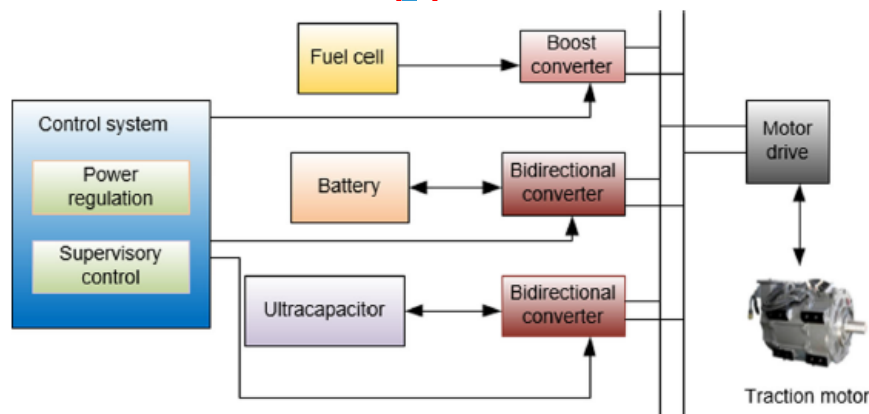 Fuel cell
Boost
converter
Control system
Power
regulation
Supervisory
control
Battery
Bidirectional
converter
Motor
drive
Ultracapacitor
Bidirectional
converter
Traction motor